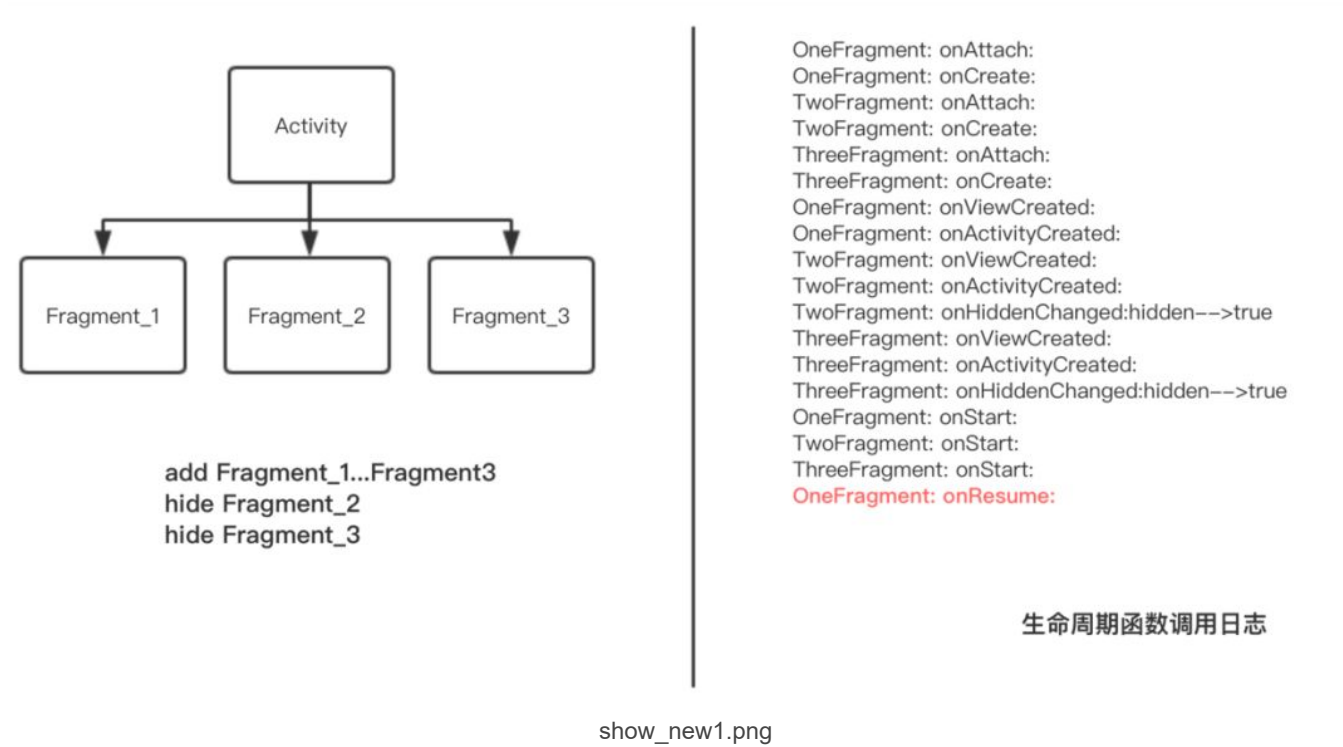 Activity
Fragment_1
Fragment_2
Fragment_3
add Fragment_1...Fragment3
hide Fragment_2
hide Fragment_3
OneFragment: onAttach:
OneFragment: onCreate:
TwoFragment: onAttach:
TwoFragment: onCreate:
ThreeFragment: onAttach:
ThreeFragment: onCreate:
OneFragment: onViewCreated:
OneFragment: onActivityCreated:
TwoFragment: onViewCreated:
TwoFragment: onActivityCreated:
TwoFragment: onHiddenChanged:hidden-->true
ThreeFragment: onViewCreated:
ThreeFragment: onActivityCreated:
ThreeFragment: onHiddenChanged:hidden-->true
OneFragment: onStart:
TwoFragment: onStart:
ThreeFragment: onStart:
OneFragment: onResume:
生命周期函数调用日志
show_new1.png